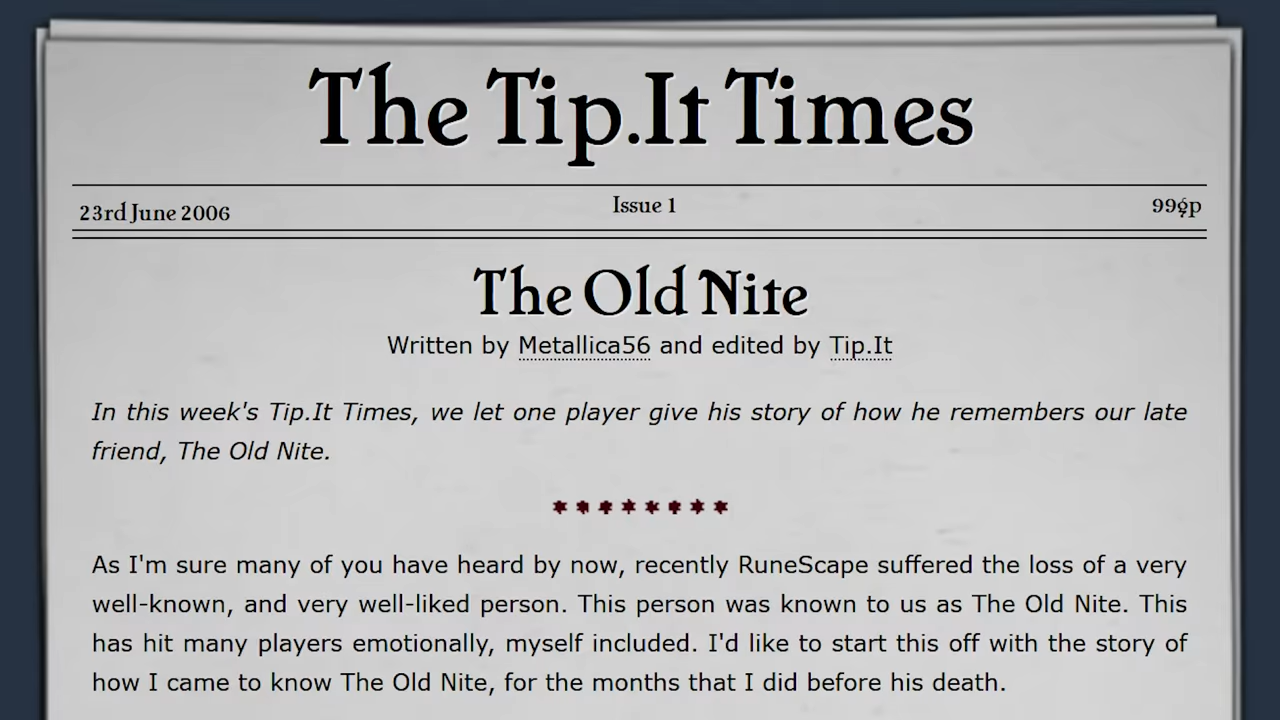 The Tip.It Times
23rd June 2006 Issue 1 99gp
The Old Nite
Written by Metallica56 and edited by Tip.It
In this week's Tip.It Times, we let one player give his story of how he remembers our late
friend, The Old Nite.
As I'm sure many of you have heard by now, recently RuneScape suffered the loss of a very
well-known, and very well-liked person. This person was known to us as The Old Nite. This
has hit many players emotionally, myself included. I'd like to start this off with the story of
how I came to know The Old Nite, for the months that I did before his death.